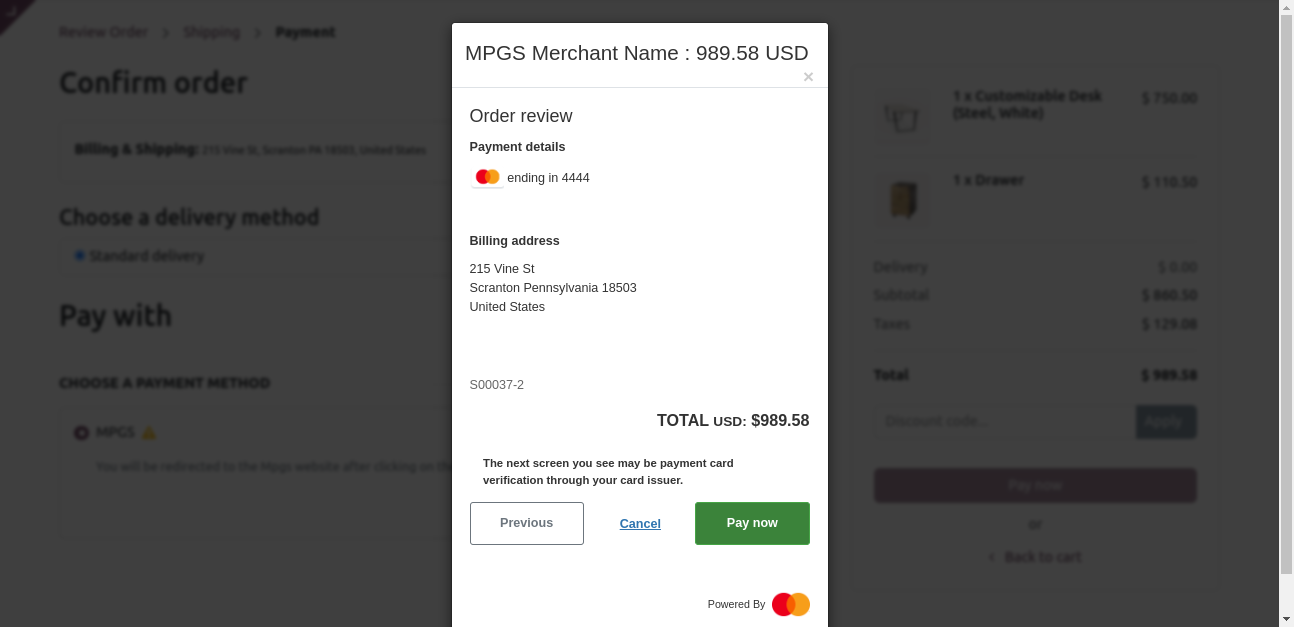 Review Order > Shipping > Payment
Confirm order
Billing & Shipping: 215 Vine St, Scranton PA 18503, United States
Choose a delivery method
Standard delivery
Pay with
CHOOSE A PAYMENT METHOD
MPGS
You will be redirected to the Mpgs website after clicking on
MPGS Merchant Name : 989.58 USD
×
Order review
Payment details
ending in 4444
Billing address
215 Vine St
Scranton Pennsylvania 18503
United States
S00037-2
TOTAL USD: $989.58
The next screen you see may be payment card
verification through your card issuer.
Previous Cancel Pay now
Powered By
1 x Customizable Desk $ 750.00
(Steel, White)
1 x Drawer $ 110.50
Delivery $ 0.00
Subtotal $ 860.50
Taxes $ 129.08
Total $ 989.58
Discount code... Apply
Pay now
or
< Back to cart